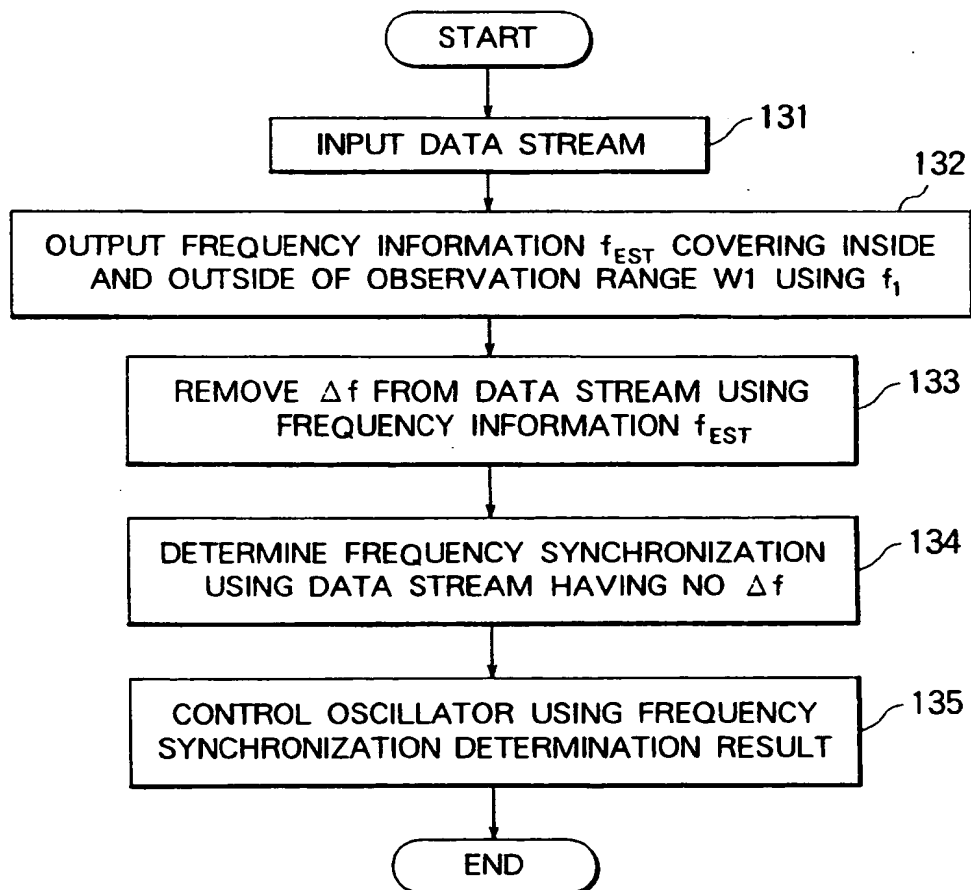 START
131
INPUT DATA STREAM
132
OUTPUT FREQUENCY INFORMATION fEST COVERING INSIDE
AND OUTSIDE OF OBSERVATION RANGE W1 USING f1
133
REMOVE Δf FROM DATA STREAM USING
FREQUENCY INFORMATION fEST
134
DETERMINE FREQUENCY SYNCHRONIZATION
USING DATA STREAM HAVING NO Δf
135
CONTROL OSCILLATOR USING FREQUENCY
SYNCHRONIZATION DETERMINATION RESULT
END